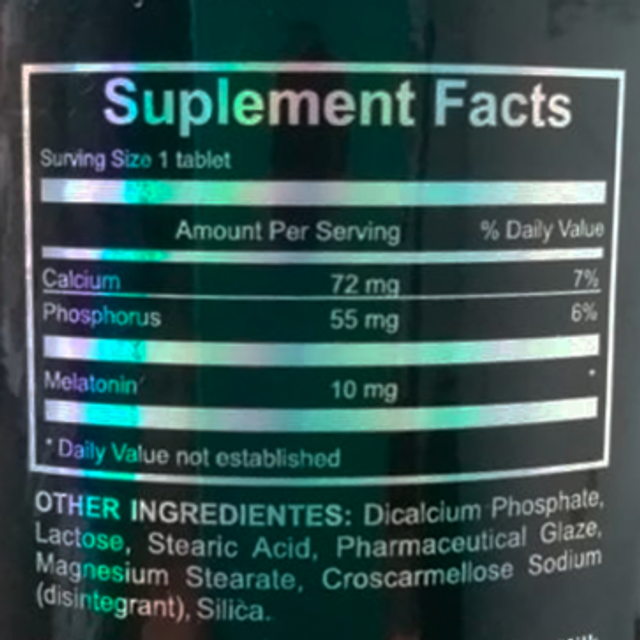 Suplement Facts
Surving Size 1 tablet
Amount Per Serving % Daily Value
Calcium 72 mg 7%
Phosphorus 55 mg 6%
Melatonin 10 mg *
* Daily Value not established
OTHER INGREDIENTES: Dicalcium Phosphate,
Lactose, Stearic Acid, Pharmaceutical Glaze,
Magnesium Stearate, Croscarmellose Sodium
(disintegrant), Silica.